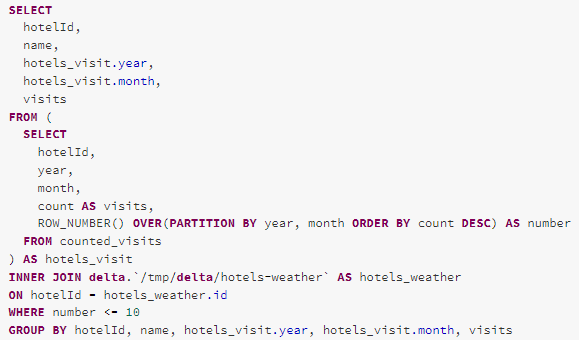 SELECT
hotelId,
name,
hotels_visit.year,
hotels_visit.month,
visits
FROM (
SELECT
hotelId,
year,
month,
count AS visits,
ROW_NUMBER() OVER(PARTITION BY year, month ORDER BY count DESC) AS number
FROM counted_visits
) AS hotels_visit
INNER JOIN delta.`/tmp/delta/hotels-weather` AS hotels_weather
ON hotelId = hotels_weather.id
WHERE number <= 10
GROUP BY hotelId, name, hotels_visit.year, hotels_visit.month, visits